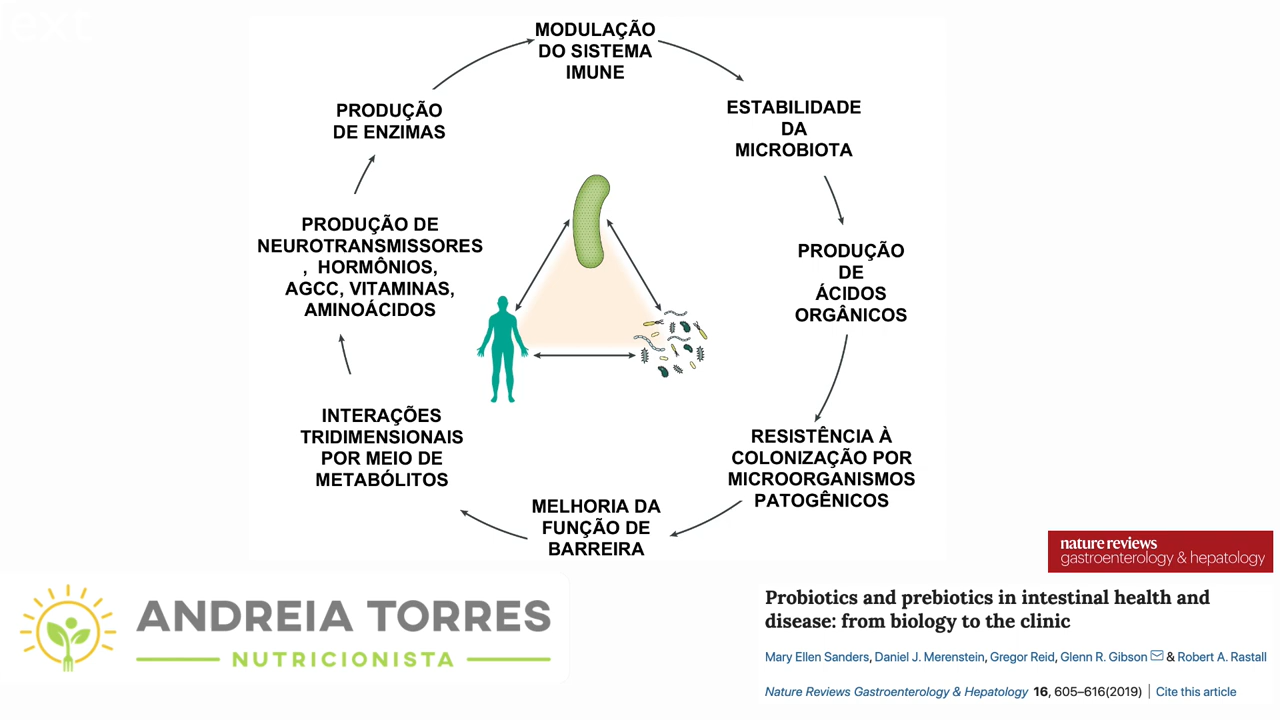 Text
MODULAÇÃO
DO SISTEMA
IMUNE
ESTABILIDADE
DA
MICROBIOTA
PRODUÇÃO
DE
ÁCIDOS
ORGÂNICOS
RESISTÊNCIA À
COLONIZAÇÃO POR
MICROORGANISMOS
PATOGÊNICOS
MELHORIA DA
FUNÇÃO DE
BARREIRA
INTERAÇÕES
TRIDIMENSIONAIS
POR MEIO DE
METABÓLITOS
PRODUÇÃO DE
NEUROTRANSMISSORES
, HORMÔNIOS,
AGCC, VITAMINAS,
AMINOÁCIDOS
PRODUÇÃO
DE ENZIMAS
ANDREIA TORRES
NUTRICIONISTA
nature reviews
gastroenterology & hepatology
Probiotics and prebiotics in intestinal health and
disease: from biology to the clinic
Mary Ellen Sanders, Daniel J. Merenstein, Gregor Reid, Glenn R. Gibson & Robert A. Rastall
Nature Reviews Gastroenterology & Hepatology 16, 605–616(2019) | Cite this article